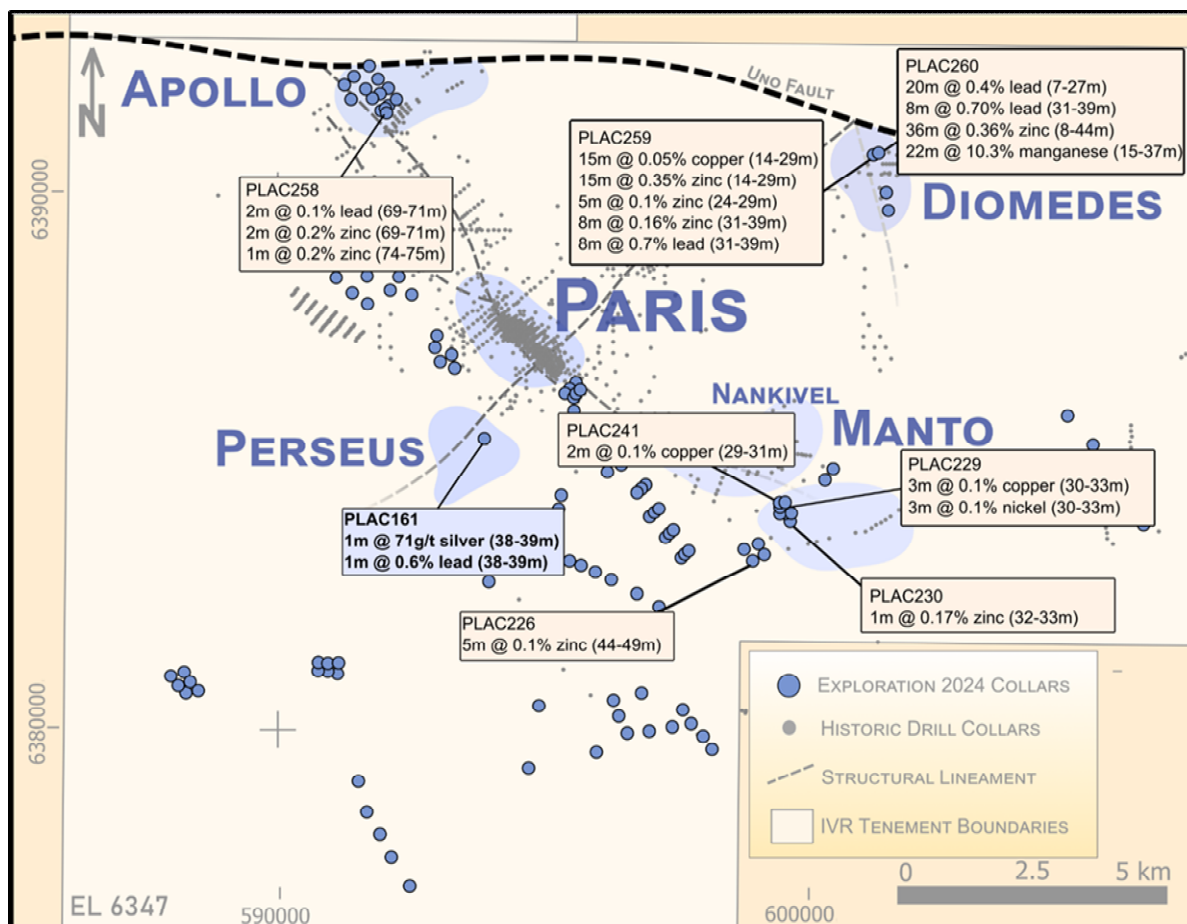 APOLLO
N
UNO FAULT
PLAC260
20m @ 0.4% lead (7-27m)
8m @ 0.70% lead (31-39m)
36m @ 0.36% zinc (8-44m)
22m @ 10.3% manganese (15-37m)
PLAC259
15m @ 0.05% copper (14-29m)
15m @ 0.35% zinc (14-29m)
5m @ 0.1% zinc (24-29m)
8m @ 0.16% zinc (31-39m)
8m @ 0.7% lead (31-39m)
DIOMEDES
6390000
PLAC258
2m @ 0.1% lead (69-71m)
2m @ 0.2% zinc (69-71m)
1m @ 0.2% zinc (74-75m)
PARIS
NANKIVEL
MANTO
PERSEUS
PLAC241
2m @ 0.1% copper (29-31m)
PLAC229
3m @ 0.1% copper (30-33m)
3m @ 0.1% nickel (30-33m)
PLAC161
1m @ 71g/t silver (38-39m)
1m @ 0.6% lead (38-39m)
PLAC230
1m @ 0.17% zinc (32-33m)
PLAC226
5m @ 0.1% zinc (44-49m)
6380000
EXPLORATION 2024 COLLARS
HISTORIC DRILL COLLARS
STRUCTURAL LINEAMENT
IVR TENEMENT BOUNDARIES
0 2.5 5 km
EL 6347
590000
600000